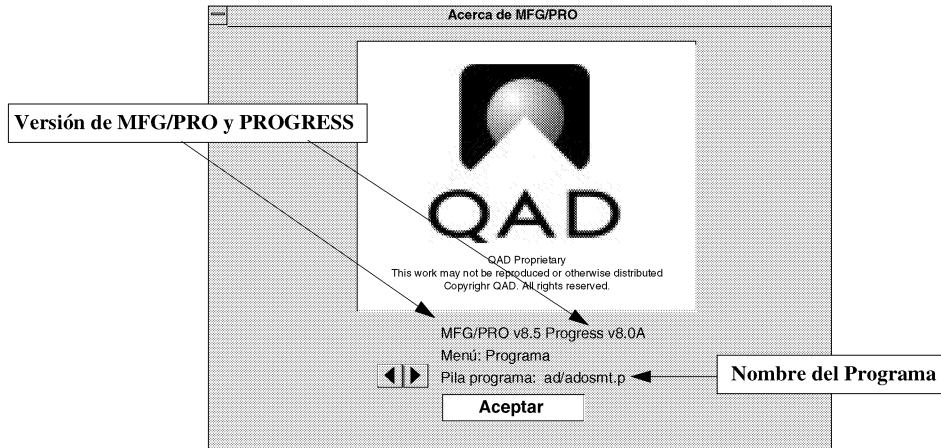 Acerca de MFG/PRO
Versión de MFG/PRO y PROGRESS
QAD
QAD Proprietary
This work may not be reproduced or otherwise distributed
Copyrighr QAD. All rights reserved.
MFG/PRO v8.5 Progress v8.0A
Menú: Programa
Pila programa: ad/adosmt.p
Nombre del Programa
Aceptar